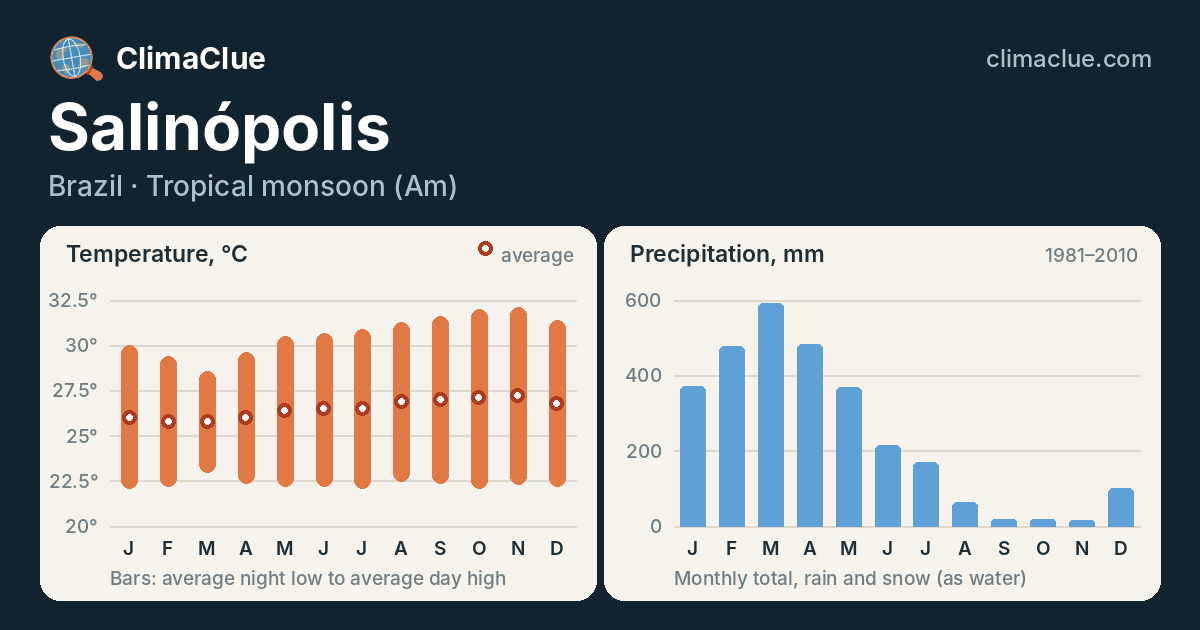 ClimaClue
climaclue.com
Salinópolis
Brazil · Tropical monsoon (Am)
Temperature, °C
average
32.5°
30°
27.5°
25°
22.5°
20°
J F M A M J J A S O N D
Bars: average night low to average day high
Precipitation, mm
1981–2010
600
400
200
0
J F M A M J J A S O N D
Monthly total, rain and snow (as water)